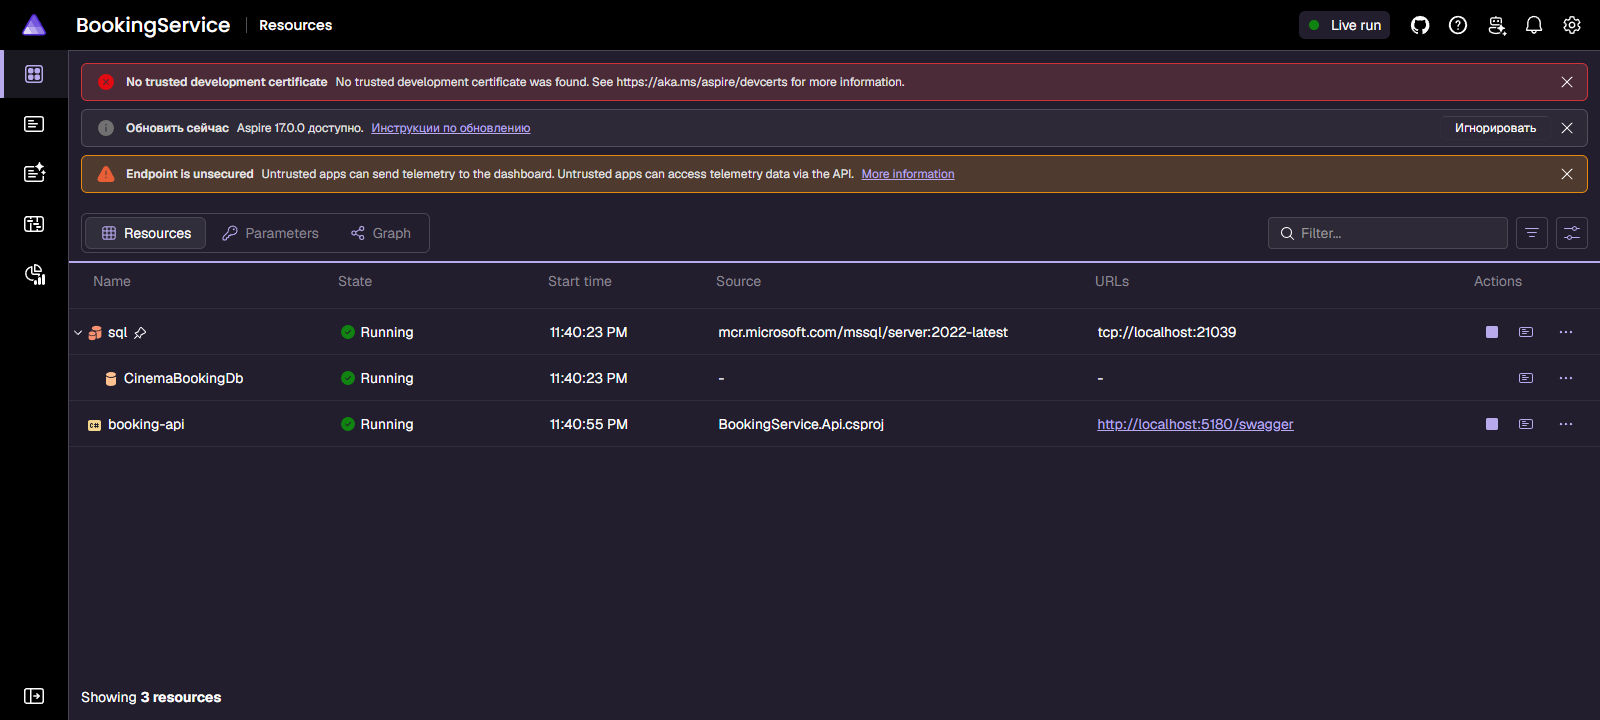 BookingService Resources Live run
No trusted development certificate No trusted development certificate was found. See https://aka.ms/aspire/devcerts for more information.
Обновить сейчас Aspire 17.0.0 доступно. Инструкции по обновлению Игнорировать
Endpoint is unsecured Untrusted apps can send telemetry to the dashboard. Untrusted apps can access telemetry data via the API. More information
Resources Parameters Graph Filter...
Name State Start time Source URLs Actions
sql Running 11:40:23 PM mcr.microsoft.com/mssql/server:2022-latest tcp://localhost:21039
CinemaBookingDb Running 11:40:23 PM - -
C# booking-api Running 11:40:55 PM BookingService.Api.csproj http://localhost:5180/swagger
Showing 3 resources